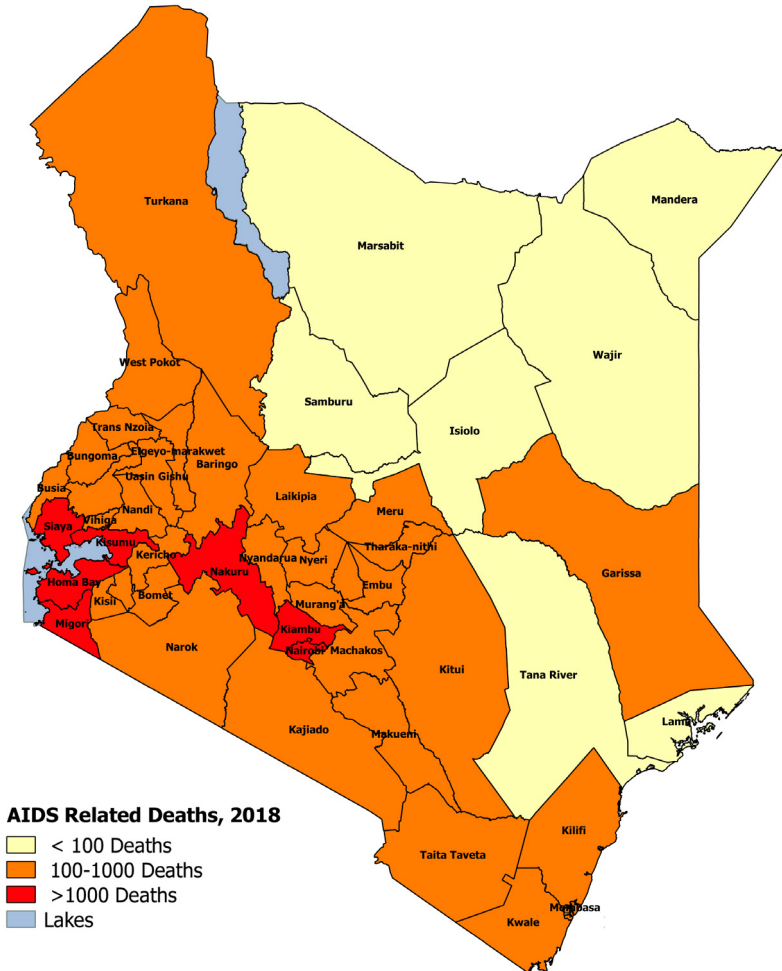 Turkana
Mandera
Marsabit
Wajir
West Pokot
Samburu
Isiolo
Trans Nzoia
Elgeyo-marakwet
Bungoma
Baringo
Uasin Gishu
Busia
Laikipia
Nandi
Meru
Vihiga
Siaya
Kisumu
Tharaka-nithi
Kericho
Nyandarua
Nyeri
Garissa
Nakuru
Homa Bay
Embu
Bomet
Kisii
Murang'a
Migori
Kiambu
Narok
Nairobi
Machakos
Kitui
Tana River
Lamu
Kajiado
Makueni
AIDS Related Deaths, 2018
< 100 Deaths
100-1000 Deaths
>1000 Deaths
Lakes
Kilifi
Taita Taveta
Mombasa
Kwale